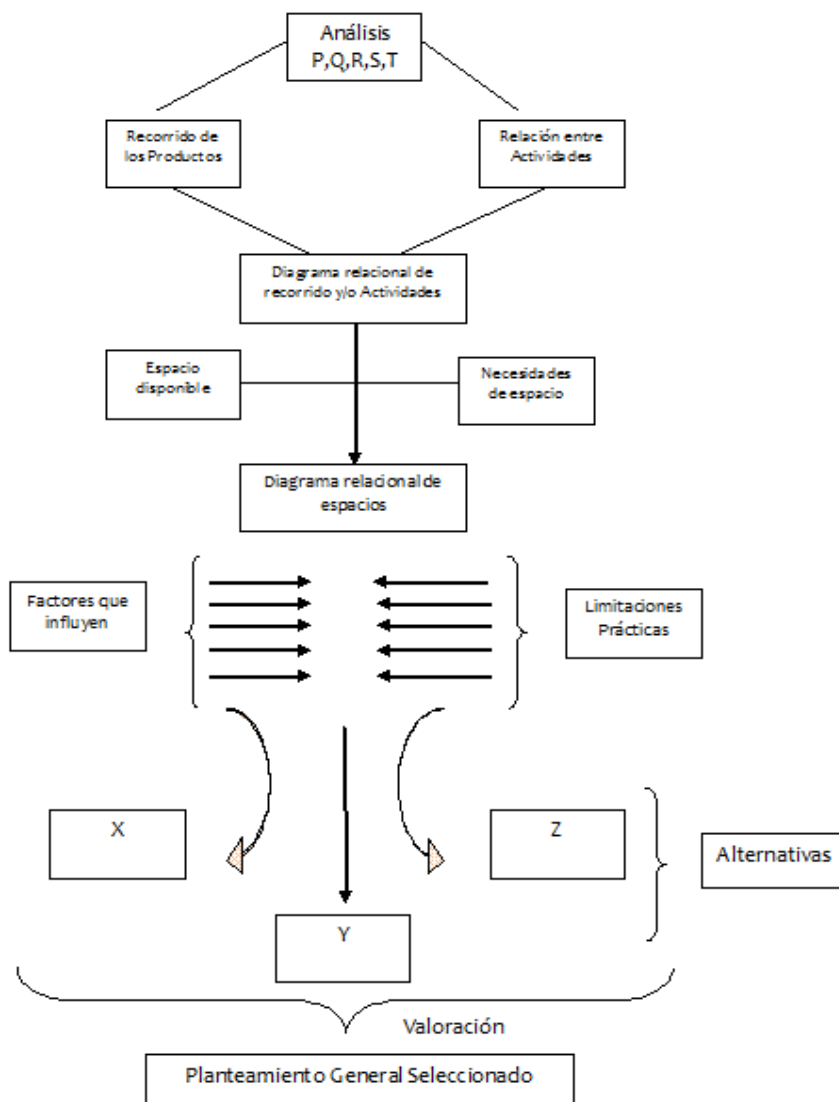 Análisis
P,Q,R,S,T
Recorrido de
los Productos
Relación entre
Actividades
Diagrama relacional de
recorrido y/o Actividades
Espacio
disponible
Necesidades
de espacio
Diagrama relacional de
espacios
Factores que
influyen
Limitaciones
Prácticas
X
Z
Alternativas
Y
Valoración
Planteamiento General Seleccionado